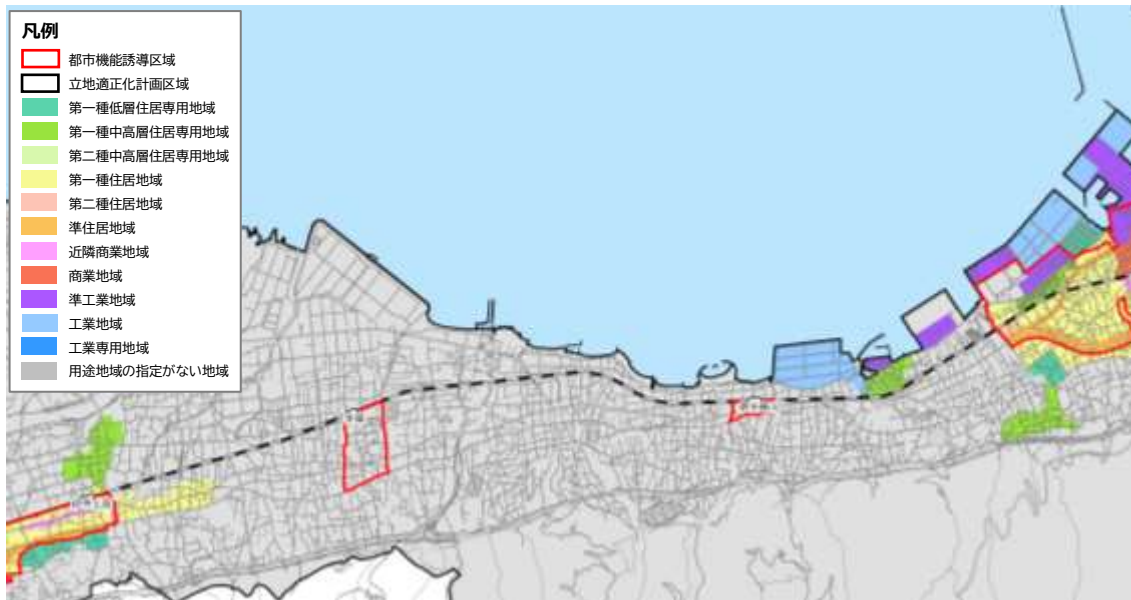 凡例
都市機能誘導区域
立地適正化計画区域
第一種低層住居専用地域
第一種中高層住居専用地域
第二種中高層住居専用地域
第一種住居地域
第二種住居地域
準住居地域
近隣商業地域
商業地域
準工業地域
工業地域
工業専用地域
用途地域の指定がない地域